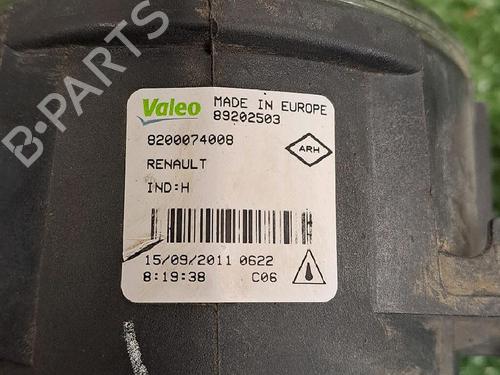 Valeo MADE IN EUROPE
89202503
8200074008
RENAULT
ARH
IND:H
15/09/2011 0622
8:19:38 C06
B-PARTS